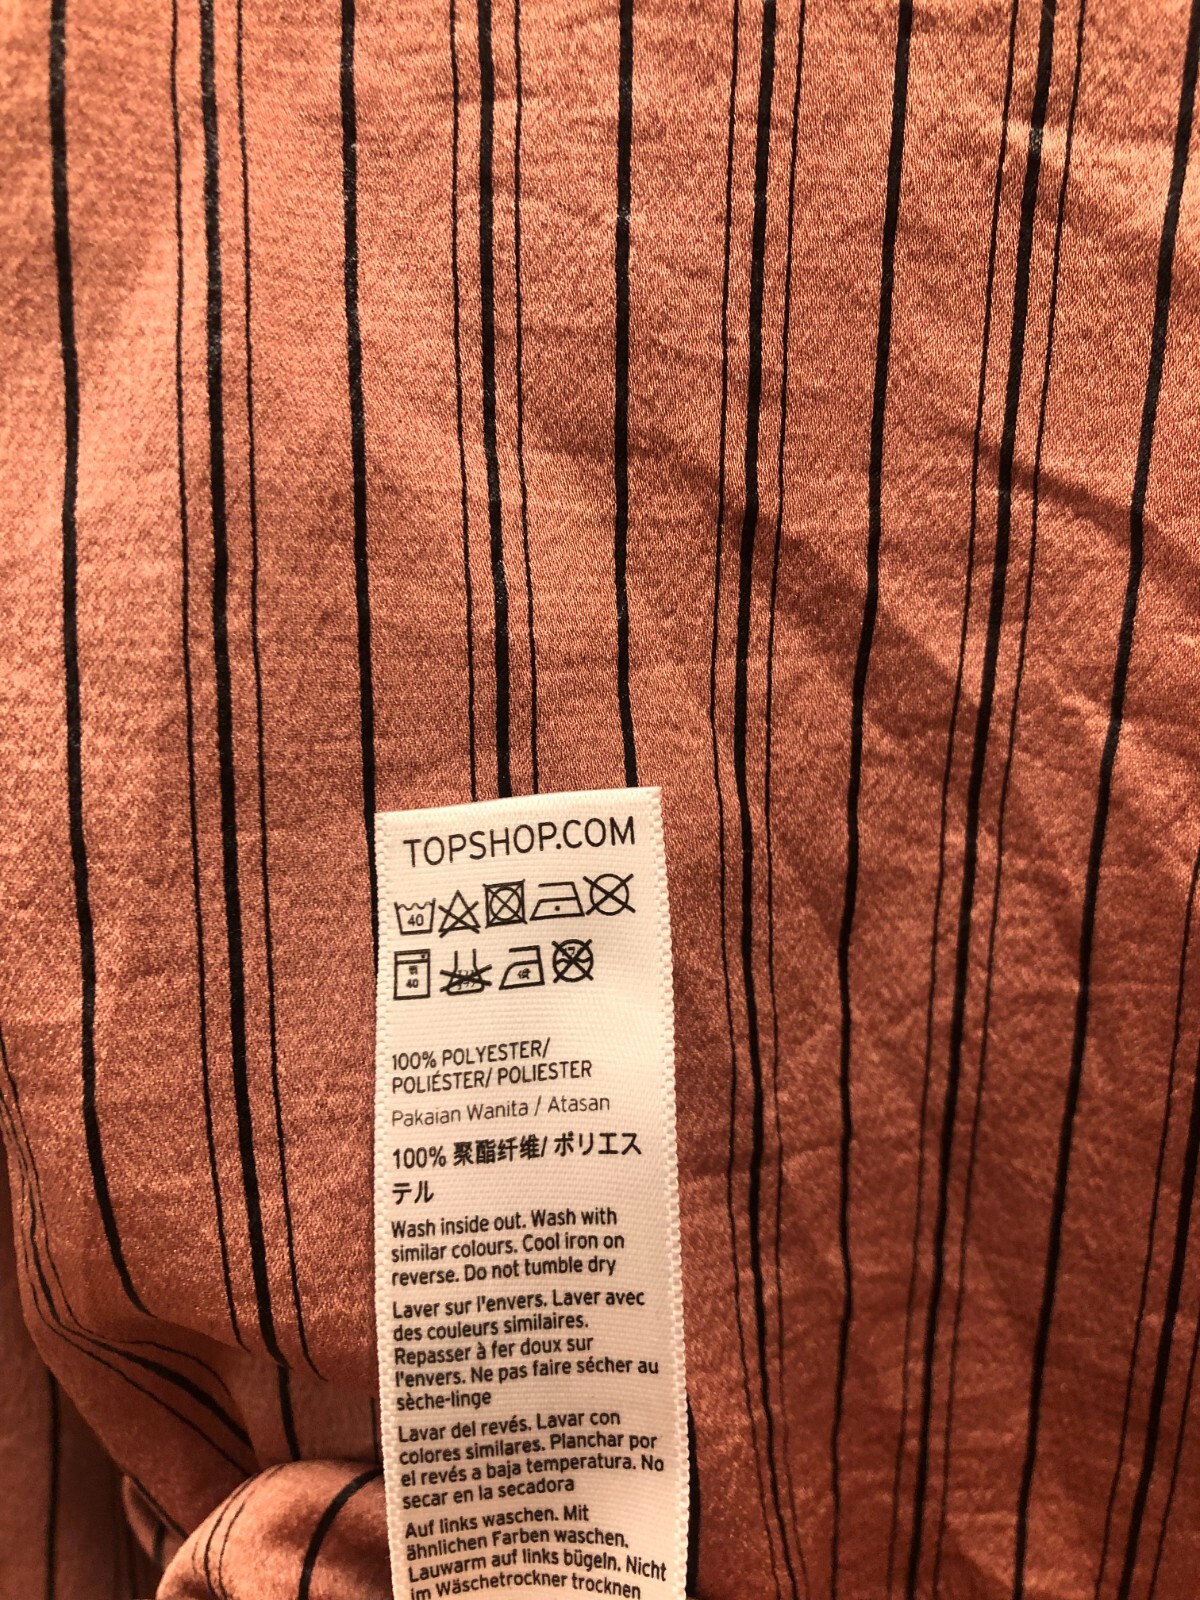 TOPSHOP.COM
40
40
100% POLYESTER/
POLIÉSTER/ POLIESTER
Pakaian Wanita / Atasan
100% 聚酯纤维/ ポリエス
テル
Wash inside out. Wash with
similar colours. Cool iron on
reverse. Do not tumble dry
Laver sur l'envers. Laver avec
des couleurs similaires.
Repasser à fer doux sur
l'envers. Ne pas faire sécher au
sèche-linge
Lavar del revés. Lavar con
colores similares. Planchar por
el revés a baja temperatura. No
secar en la secadora
Auf links waschen. Mit
ähnlichen Farben waschen.
Lauwarm auf links bügeln. Nicht
im Wäschetrockner trocknen